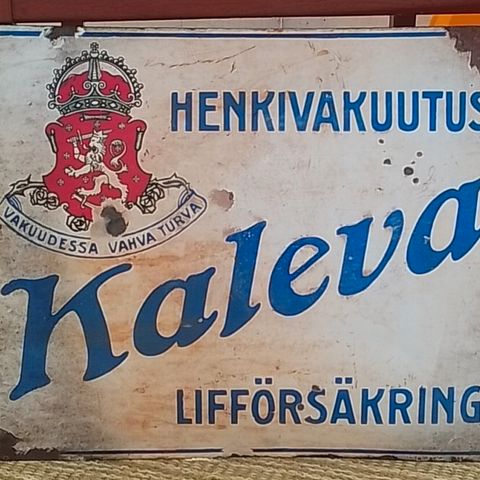 HENKIVAKUUTUS
VAKUUDESSA VAHVA TURVA
Kaleva
LIFFÖRSÄKRING